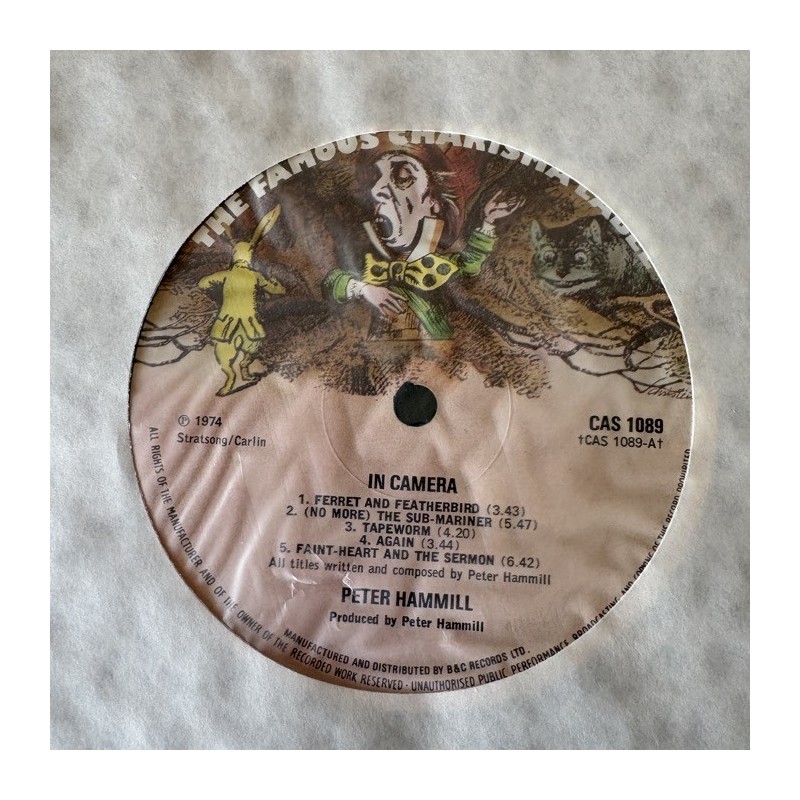 THE FAMOUS CHARISMA LABEL
℗ 1974
Stratsong/Carlin
CAS 1089
†CAS 1089-A†
IN CAMERA
1. FERRET AND FEATHERBIRD (3.43)
2. (NO MORE) THE SUB-MARINER (5.47)
3. TAPEWORM (4.20)
4. AGAIN (3.44)
5. FAINT-HEART AND THE SERMON (6.42)
All titles written and composed by Peter Hammill
PETER HAMMILL
Produced by Peter Hammill
MANUFACTURED AND DISTRIBUTED BY B&C RECORDS LTD.
ALL RIGHTS OF THE MANUFACTURER AND OF THE OWNER OF THE RECORDED WORK RESERVED · UNAUTHORISED PUBLIC PERFORMANCE, BROADCASTING AND COPYING OF THIS RECORD PROHIBITED